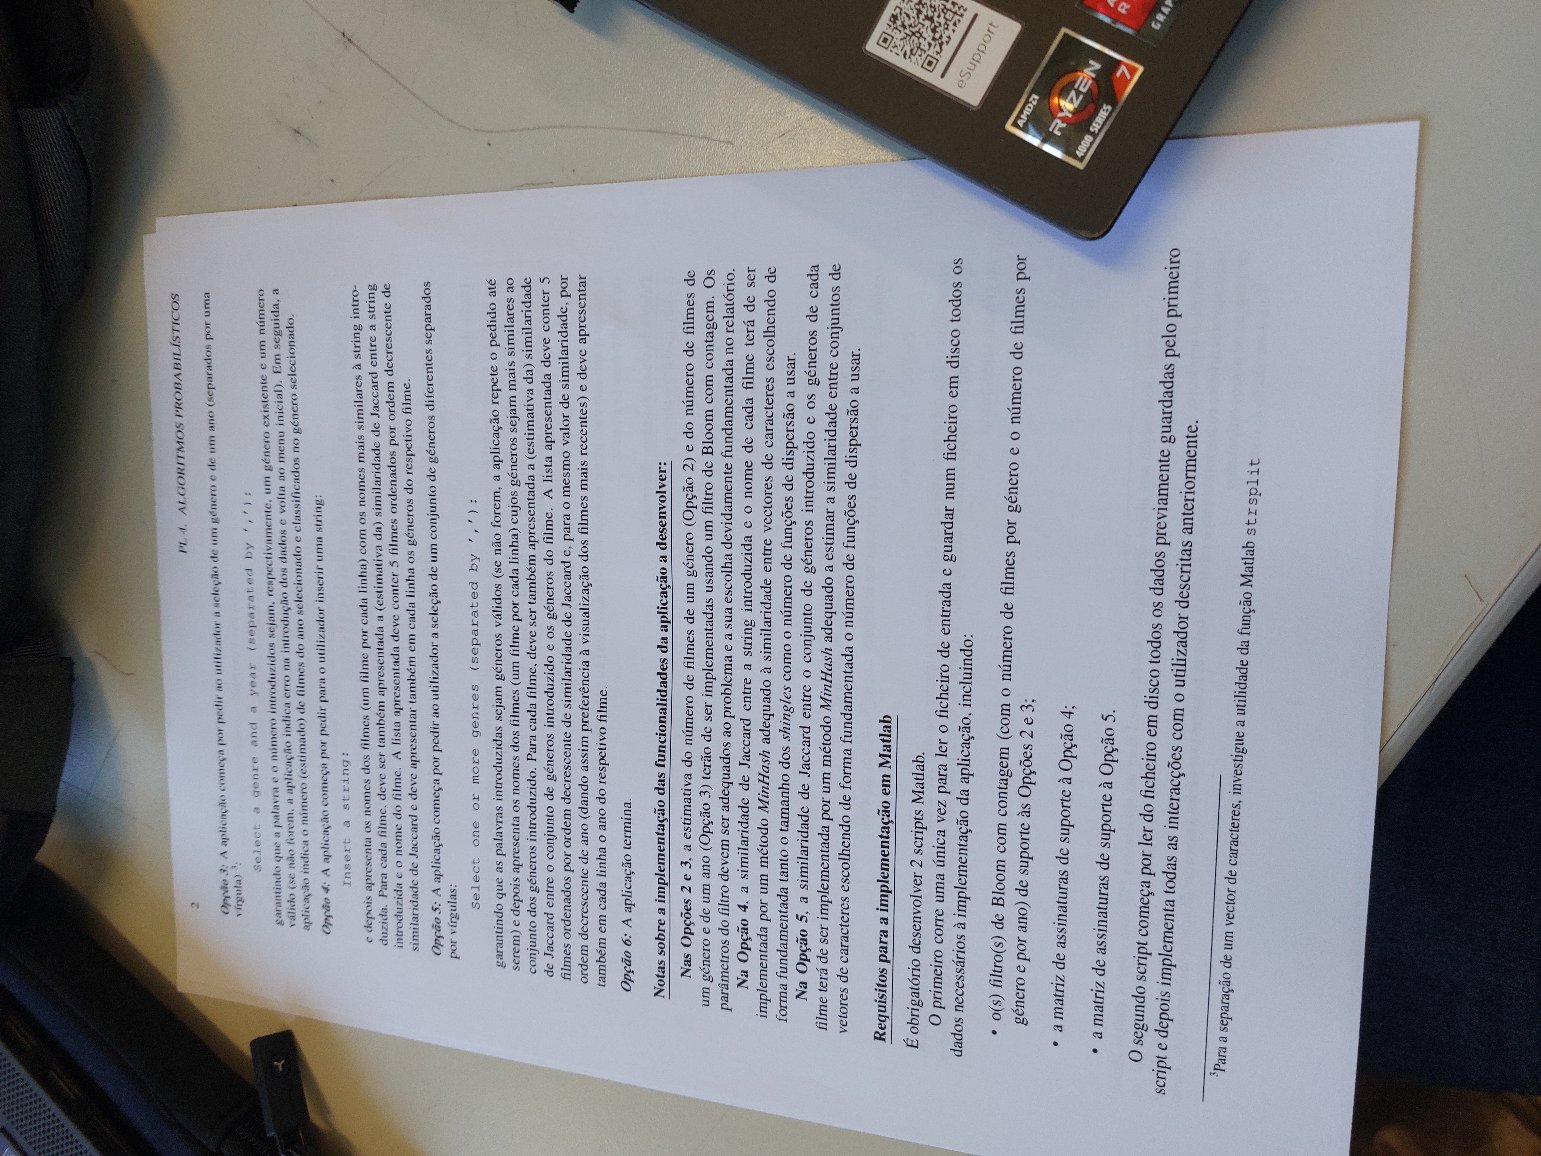 2
PL 4. ALGORITMOS PROBABILÍSTICOS
Opção 3: A aplicação começa por pedir ao utilizador a seleção de um género e de um ano (separados por uma
vírgula) 3:
Select a genre and a year (separated by ','):
garantindo que a palavra e o número introduzidos sejam, respectivamente, um género existente e um número
válido (se não forem, a aplicação indica erro na introdução dos dados e volta ao menu inicial). Em seguida, a
aplicação indica o número (estimado) de filmes do ano selecionado e classificados no género selecionado.
Opção 4: A aplicação começa por pedir para o utilizador inserir uma string:
Insert a string:
e depois apresenta os nomes dos filmes (um filme por cada linha) com os nomes mais similares à string intro-
duzida. Para cada filme, deve ser também apresentada a (estimativa da) similaridade de Jaccard entre a string
introduzida e o nome do filme. A lista apresentada deve conter 5 filmes ordenados por ordem decrescente de
similaridade de Jaccard e deve apresentar também em cada linha os géneros do respetivo filme.
Opção 5: A aplicação começa por pedir ao utilizador a seleção de um conjunto de géneros diferentes separados
por vírgulas:
Select one or more genres (separated by ','):
garantindo que as palavras introduzidas sejam géneros válidos (se não forem, a aplicação repete o pedido até
serem) e depois apresenta os nomes dos filmes (um filme por cada linha) cujos géneros sejam mais similares ao
conjunto dos géneros introduzido. Para cada filme, deve ser também apresentada a (estimativa da) similaridade
de Jaccard entre o conjunto de géneros introduzido e os géneros do filme. A lista apresentada deve conter 5
filmes ordenados por ordem decrescente de similaridade de Jaccard e, para o mesmo valor de similaridade, por
ordem decrescente de ano (dando assim preferência à visualização dos filmes mais recentes) e deve apresentar
também em cada linha o ano do respetivo filme.
Opção 6: A aplicação termina.
Notas sobre a implementação das funcionalidades da aplicação a desenvolver:
Nas Opções 2 e 3, a estimativa do número de filmes de um género (Opção 2) e do número de filmes de
um género e de um ano (Opção 3) terão de ser implementadas usando um filtro de Bloom com contagem. Os
parâmetros do filtro devem ser adequados ao problema e a sua escolha devidamente fundamentada no relatório.
Na Opção 4, a similaridade de Jaccard entre a string introduzida e o nome de cada filme terá de ser
implementada por um método MinHash adequado à similaridade entre vectores de caracteres escolhendo de
forma fundamentada tanto o tamanho dos shingles como o número de funções de dispersão a usar.
Na Opção 5, a similaridade de Jaccard entre o conjunto de géneros introduzido e os géneros de cada
filme terá de ser implementada por um método MinHash adequado a estimar a similaridade entre conjuntos de
vetores de caracteres escolhendo de forma fundamentada o número de funções de dispersão a usar.
Requisitos para a implementação em Matlab
É obrigatório desenvolver 2 scripts Matlab.
O primeiro corre uma única vez para ler o ficheiro de entrada e guardar num ficheiro em disco todos os
dados necessários à implementação da aplicação, incluindo:
• o(s) filtro(s) de Bloom com contagem (com o número de filmes por género e o número de filmes por
género e por ano) de suporte às Opções 2 e 3;
• a matriz de assinaturas de suporte à Opção 4;
• a matriz de assinaturas de suporte à Opção 5.
O segundo script começa por ler do ficheiro em disco todos os dados previamente guardadas pelo primeiro
script e depois implementa todas as interacções com o utilizador descritas anteriormente.
3Para a separação de um vector de caracteres, investigue a utilidade da função Matlab strsplit
eSupport
AMD
RYZEN
4000 SERIES
7